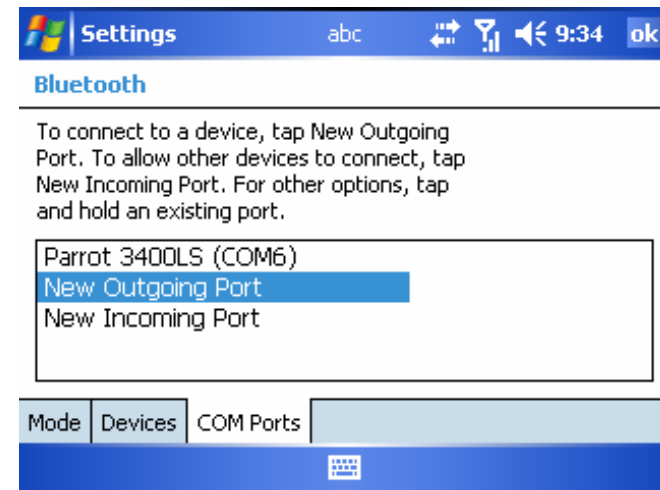 Settings abc 9:34 ok
Bluetooth
To connect to a device, tap New Outgoing
Port. To allow other devices to connect, tap
New Incoming Port. For other options, tap
and hold an existing port.
Parrot 3400LS (COM6)
New Outgoing Port
New Incoming Port
Mode Devices COM Ports